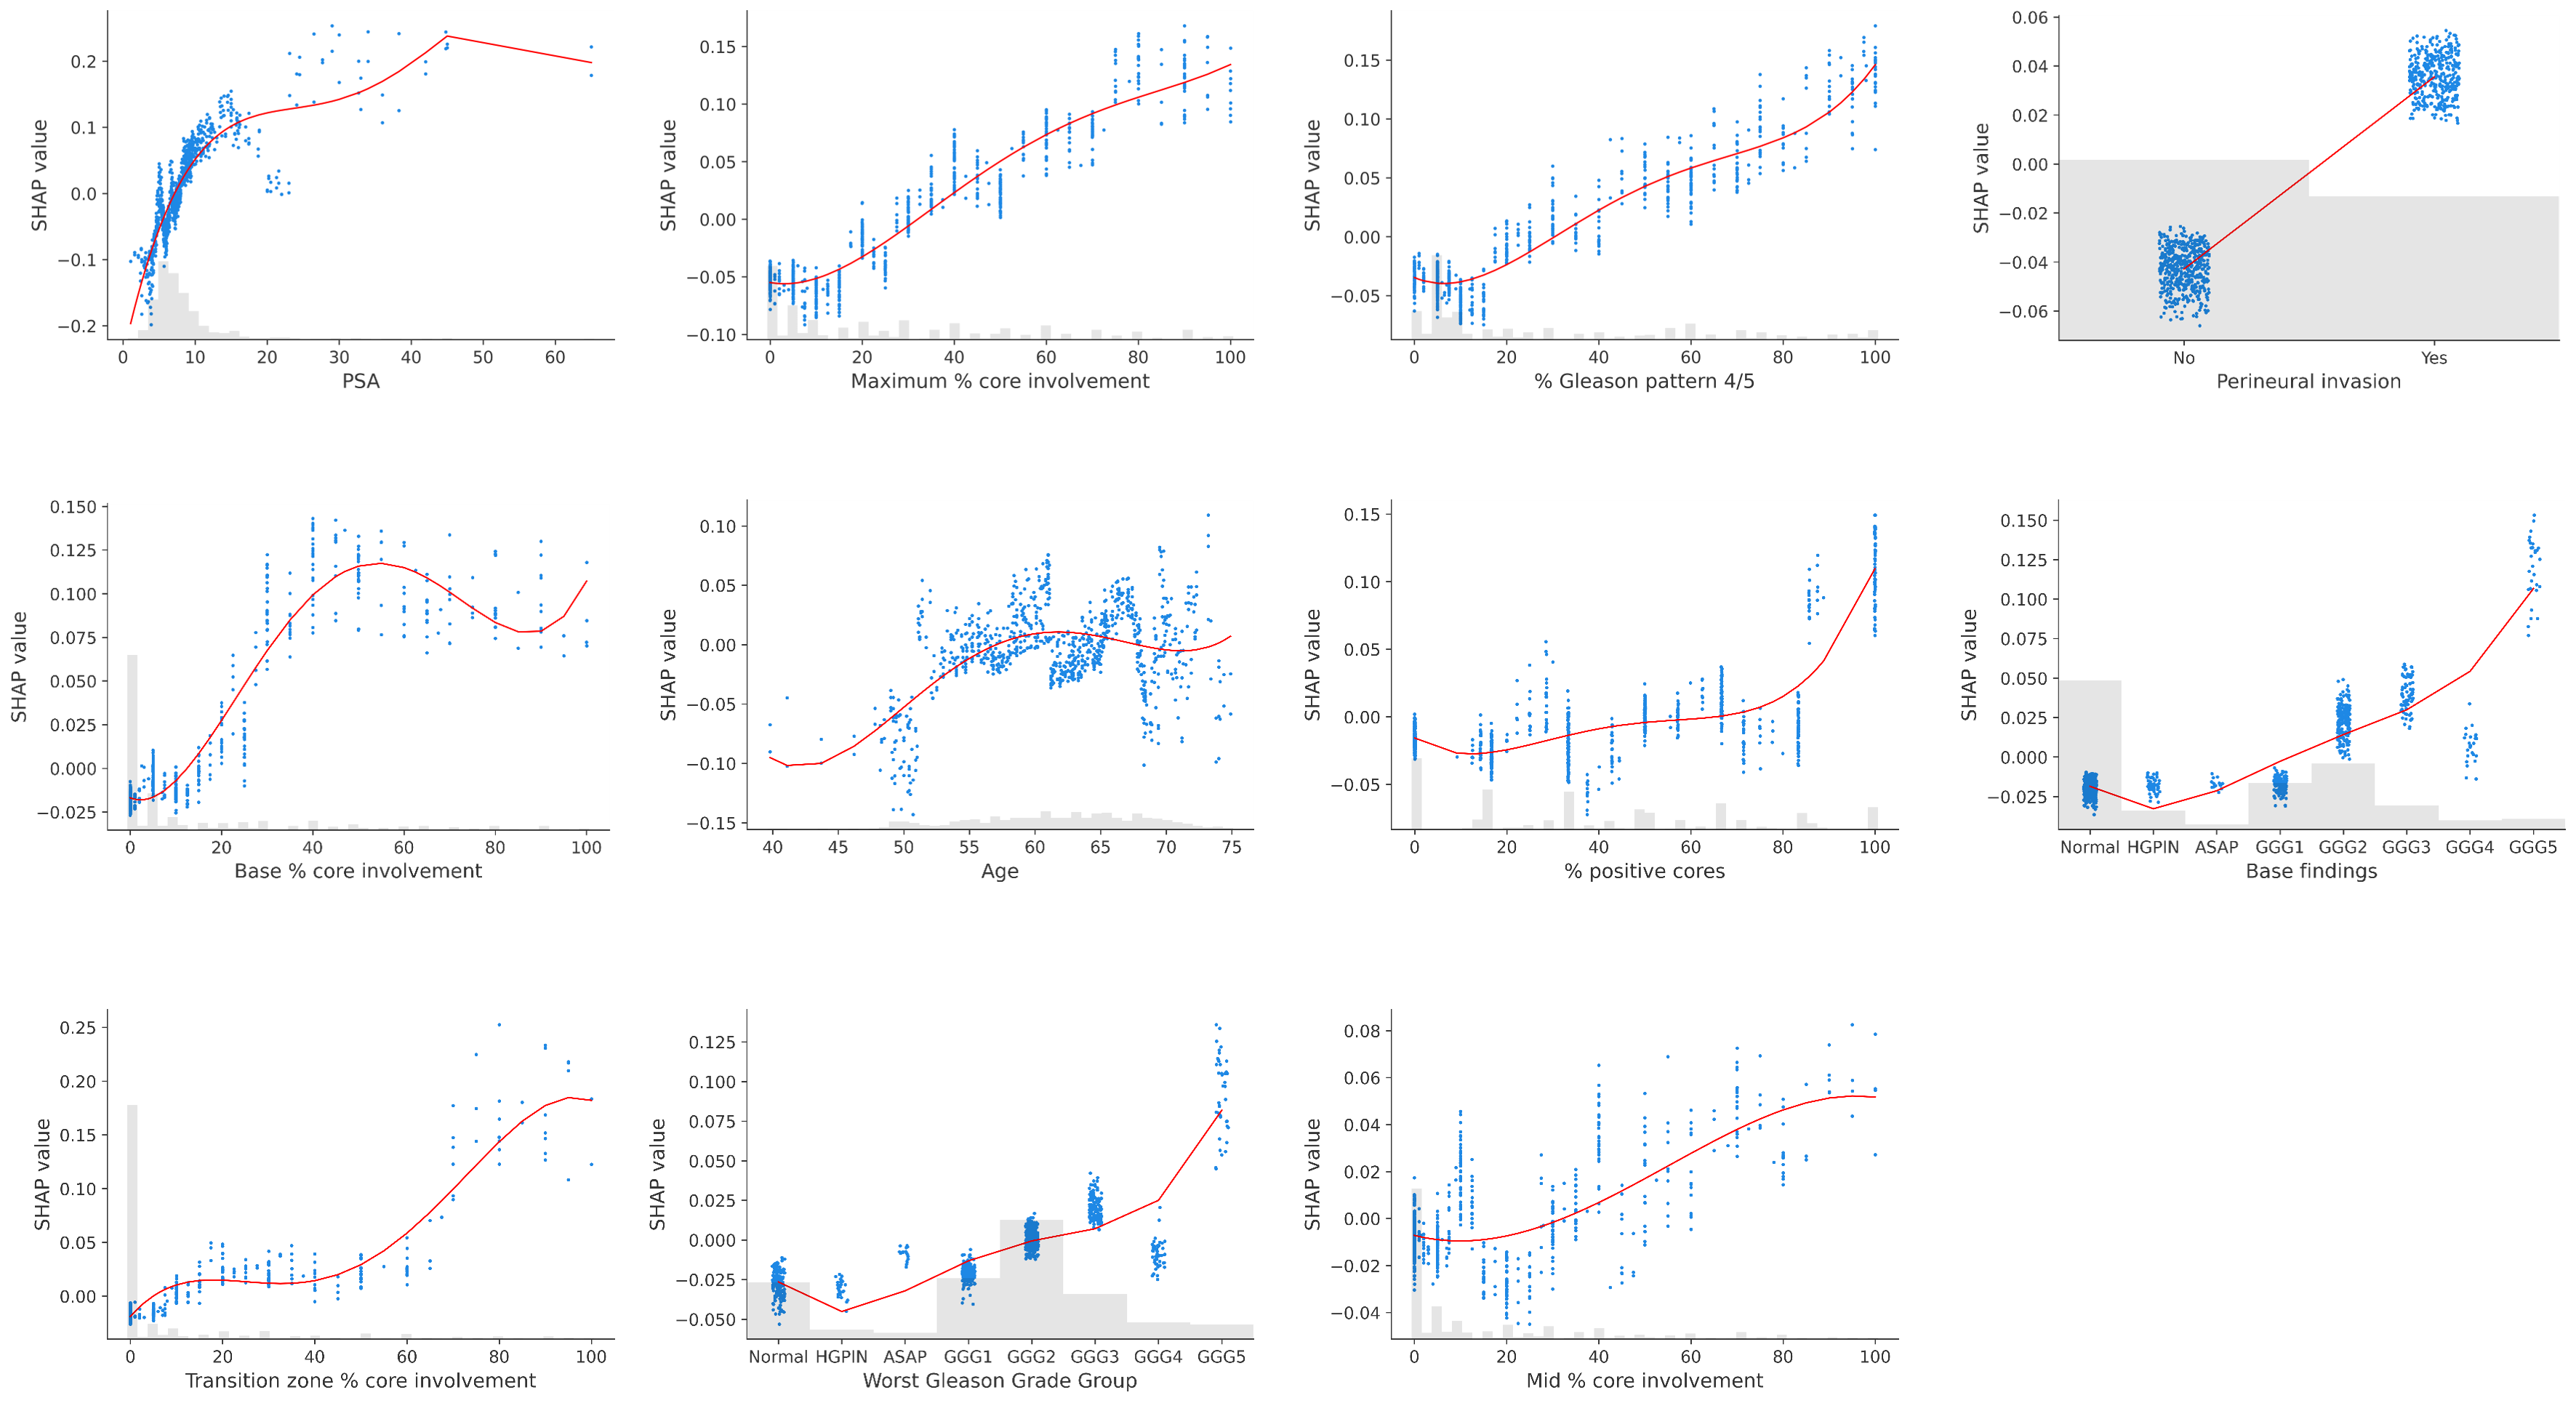 SHAP value
0.2
0.1
0.0
−0.1
−0.2
0 10 20 30 40 50 60
PSA
SHAP value
0.15
0.10
0.05
0.00
−0.05
−0.10
0 20 40 60 80 100
Maximum % core involvement
SHAP value
0.15
0.10
0.05
0.00
−0.05
0 20 40 60 80 100
% Gleason pattern 4/5
SHAP value
0.06
0.04
0.02
0.00
−0.02
−0.04
−0.06
No Yes
Perineural invasion
SHAP value
0.150
0.125
0.100
0.075
0.050
0.025
0.000
−0.025
0 20 40 60 80 100
Base % core involvement
SHAP value
0.10
0.05
0.00
−0.05
−0.10
−0.15
40 45 50 55 60 65 70 75
Age
SHAP value
0.15
0.10
0.05
0.00
−0.05
0 20 40 60 80 100
% positive cores
SHAP value
0.150
0.125
0.100
0.075
0.050
0.025
0.000
−0.025
Normal HGPIN ASAP GGG1 GGG2 GGG3 GGG4 GGG5
Base findings
SHAP value
0.25
0.20
0.15
0.10
0.05
0.00
0 20 40 60 80 100
Transition zone % core involvement
SHAP value
0.125
0.100
0.075
0.050
0.025
0.000
−0.025
−0.050
Normal HGPIN ASAP GGG1 GGG2 GGG3 GGG4 GGG5
Worst Gleason Grade Group
SHAP value
0.08
0.06
0.04
0.02
0.00
−0.02
−0.04
0 20 40 60 80 100
Mid % core involvement